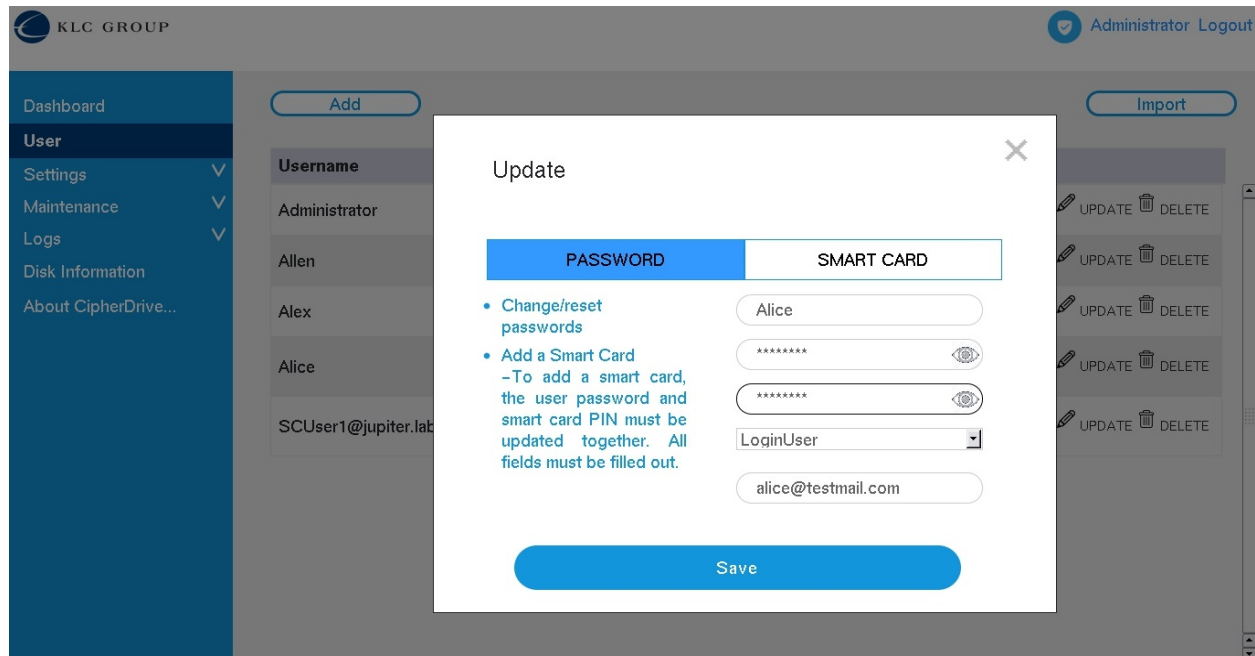 KLC GROUP
Administrator Logout
Dashboard
User
Settings
Maintenance
Logs
Disk Information
About CipherDrive...
Add
Import
Username
Administrator
UPDATE DELETE
Allen
UPDATE DELETE
Alex
UPDATE DELETE
Alice
UPDATE DELETE
SCUser1@jupiter.lab
UPDATE DELETE
Update
PASSWORD
SMART CARD
• Change/reset
passwords
• Add a Smart Card
-To add a smart card,
the user password and
smart card PIN must be
updated together. All
fields must be filled out.
Alice
********
********
LoginUser
alice@testmail.com
Save